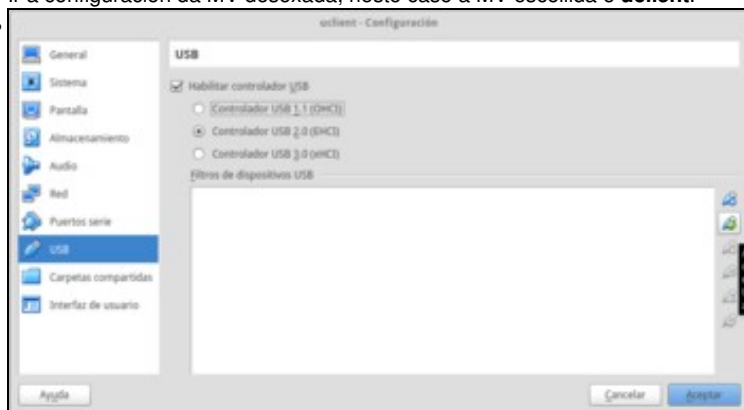 ir á configuración da MV desexada, neste caso a MV escollida é uclient.
uclient - Configuración
General
Sistema
Pantalla
Almacenamiento
Audio
Red
Puertos serie
USB
Carpetas compartidas
Interfaz de usuario
USB
Habilitar controlador USB
Controlador USB 1.1 (OHCI)
Controlador USB 2.0 (EHCI)
Controlador USB 3.0 (xHCI)
Filtros de dispositivos USB
Ayuda
Cancelar
Aceptar